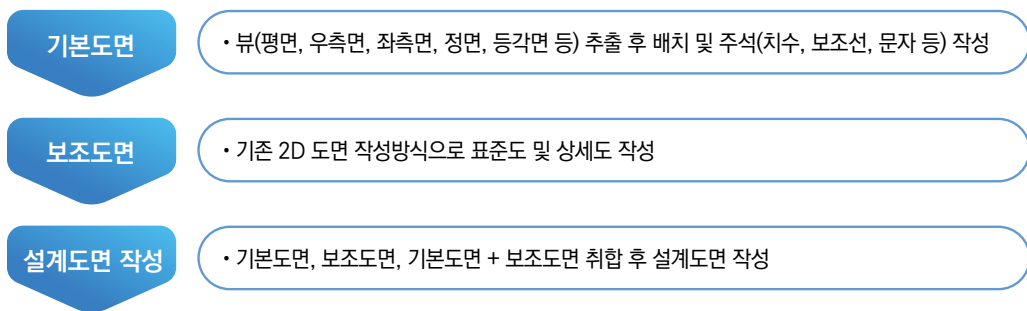 기본도면
• 뷰(평면, 우측면, 좌측면, 정면, 등각면 등) 추출 후 배치 및 주석(치수, 보조선, 문자 등) 작성
보조도면
• 기존 2D 도면 작성방식으로 표준도 및 상세도 작성
설계도면 작성
• 기본도면, 보조도면, 기본도면 + 보조도면 취합 후 설계도면 작성